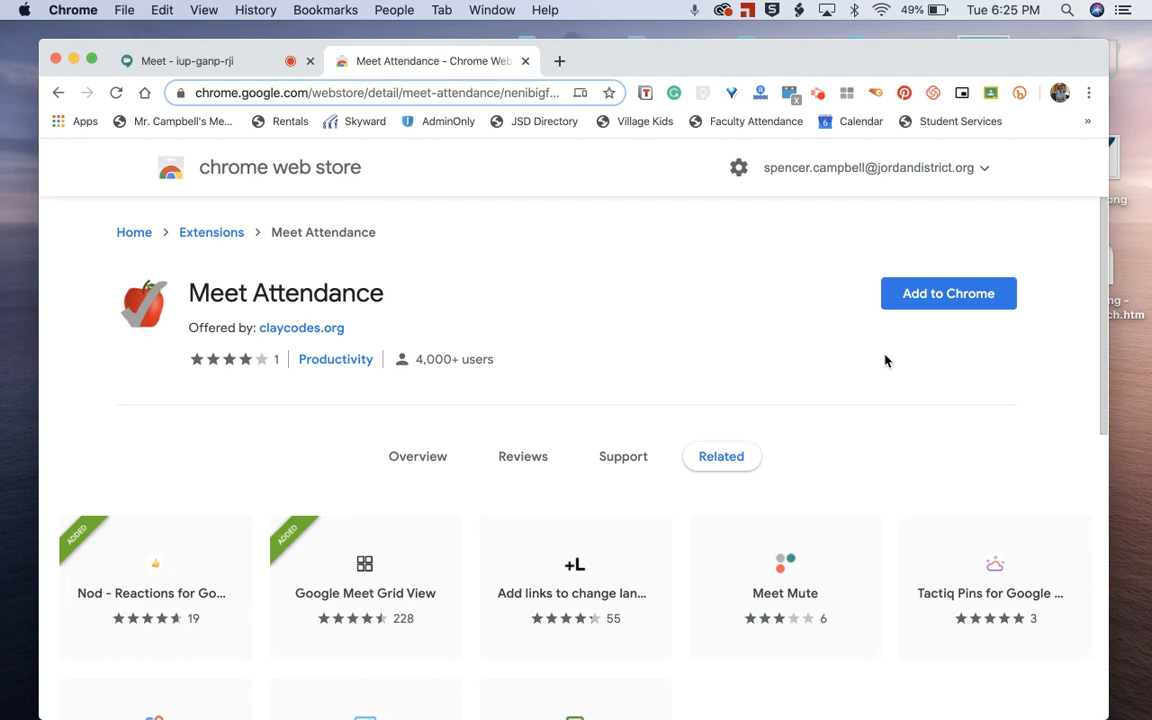 Chrome File Edit View History Bookmarks People Tab Window Help 49% Tue 6:25 PM
Meet - iup-ganp-rji Meet Attendance - Chrome Web
chrome.google.com/webstore/detail/meet-attendance/nenibigf...
Apps Mr. Campbell's Me... Rentals Skyward AdminOnly JSD Directory Village Kids Faculty Attendance Calendar Student Services »
chrome web store spencer.campbell@jordandistrict.org
Home > Extensions > Meet Attendance
Meet Attendance
Add to Chrome
Offered by: claycodes.org
1 Productivity 4,000+ users
Overview Reviews Support Related
ADDED ADDED
+L
Nod - Reactions for Go... Google Meet Grid View Add links to change lan... Meet Mute Tactiq Pins for Google ...
19 228 55 6 3
ong
ng -
ch.htm